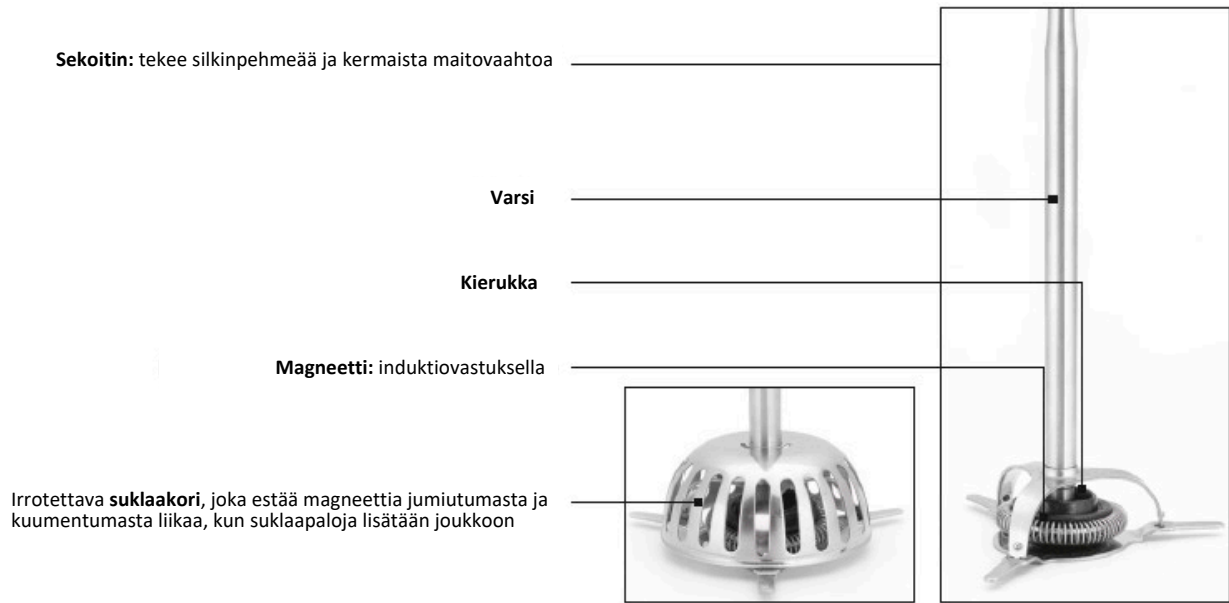 Sekoitin: tekee silkinpehmeää ja kermaista maitovaahtoa
Varsi
Kierukka
Magneetti: induktiovastuksella
Irrotettava suklaakori, joka estää magneettia jumiutumasta ja
kuumentumasta liikaa, kun suklaapaloja lisätään joukkoon